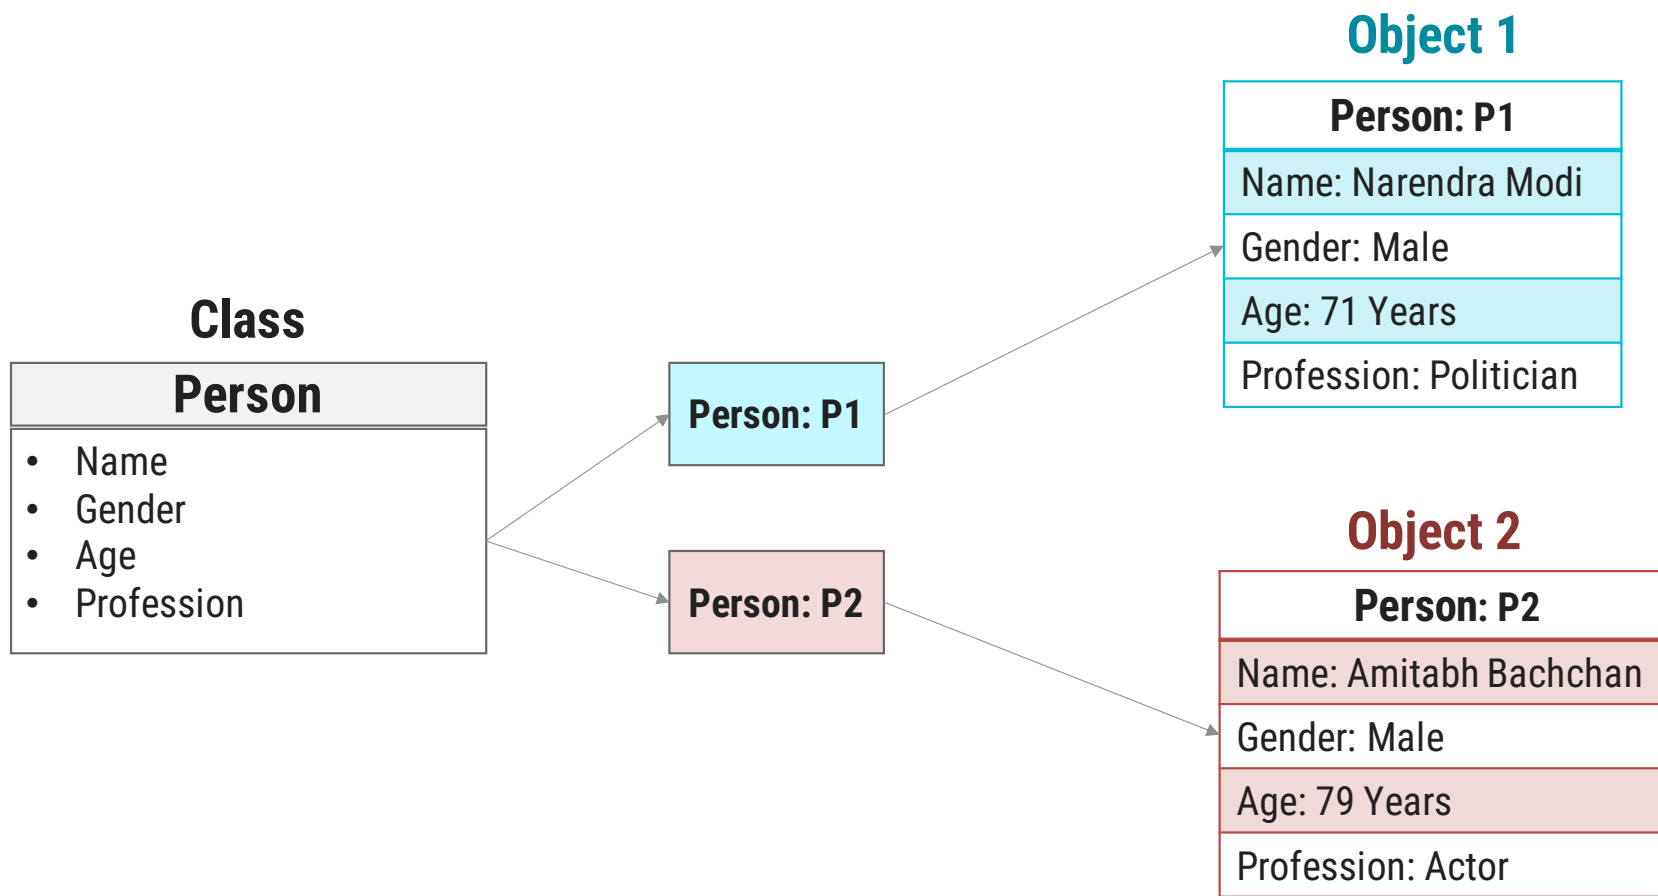 Class
Person
• Name
• Gender
• Age
• Profession
Person: P1
Person: P2
Object 1
Person: P1
Name: Narendra Modi
Gender: Male
Age: 71 Years
Profession: Politician
Object 2
Person: P2
Name: Amitabh Bachchan
Gender: Male
Age: 79 Years
Profession: Actor